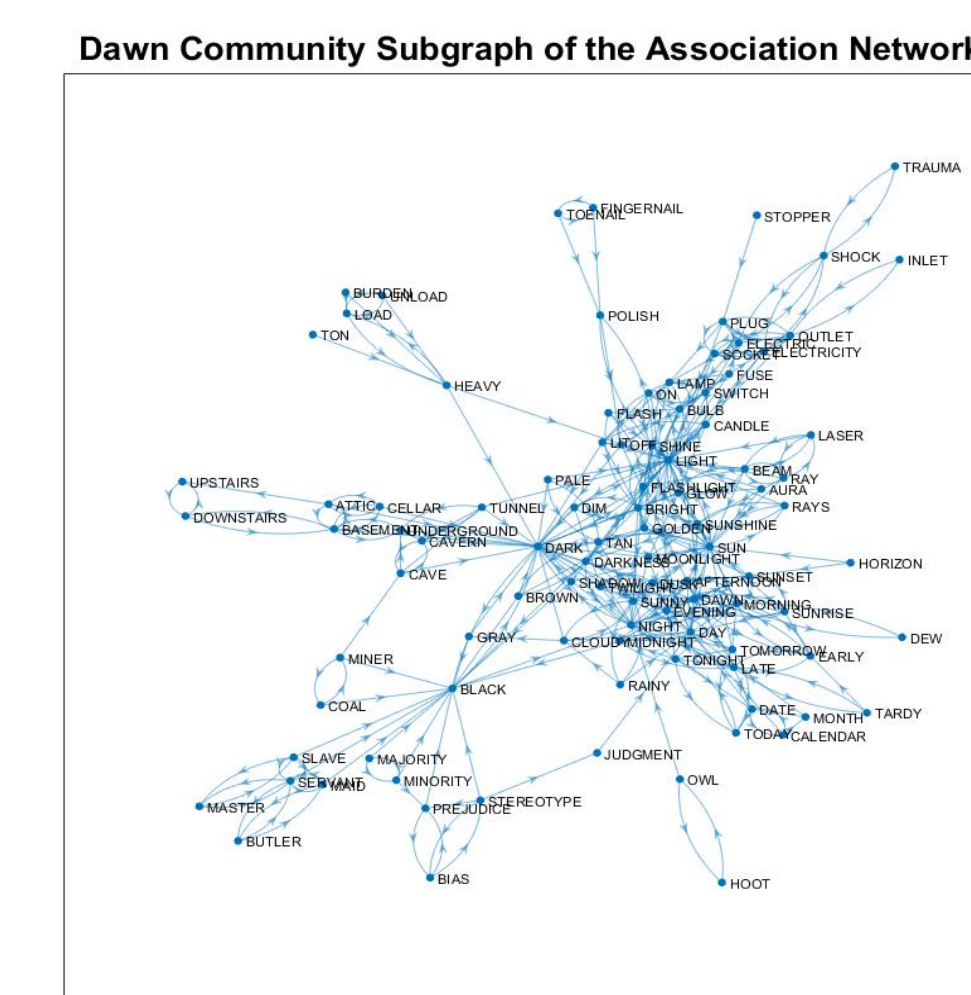 Dawn Community Subgraph of the Association Network
TRAUMA
FINGERNAIL
TOENAIL
STOPPER
SHOCK
INLET
BURDEN
UNLOAD
LOAD
POLISH
PLUG
TON
OUTLET
ELECTRIC
ELECTRICITY
SOCKET
FUSE
HEAVY
LAMP
ON
SWITCH
BULB
FLASH
CANDLE
LASER
LIT
OFF
SHINE
LIGHT
BEAM
RAY
PALE
UPSTAIRS
FLASHLIGHT
AURA
GLOW
ATTIC
CELLAR
TUNNEL
DIM
BRIGHT
RAYS
DOWNSTAIRS
BASEMENT
UNDERGROUND
GOLDEN
SUNSHINE
CAVERN
TAN
DARK
SUN
MOONLIGHT
DARKNESS
HORIZON
CAVE
SHADOW
TWILIGHT
DUSK
AFTERNOON
SUNSET
BROWN
SUNNY
DAWN
MORNING
EVENING
SUNRISE
NIGHT
DAY
GRAY
CLOUDY
MIDNIGHT
DEW
TOMORROW
EARLY
MINER
TONIGHT
LATE
BLACK
RAINY
COAL
DATE
MONTH
TARDY
TODAY
CALENDAR
SLAVE
MAJORITY
JUDGMENT
SERVANT
MAID
MINORITY
OWL
MASTER
PREJUDICE
STEREOTYPE
BUTLER
BIAS
HOOT